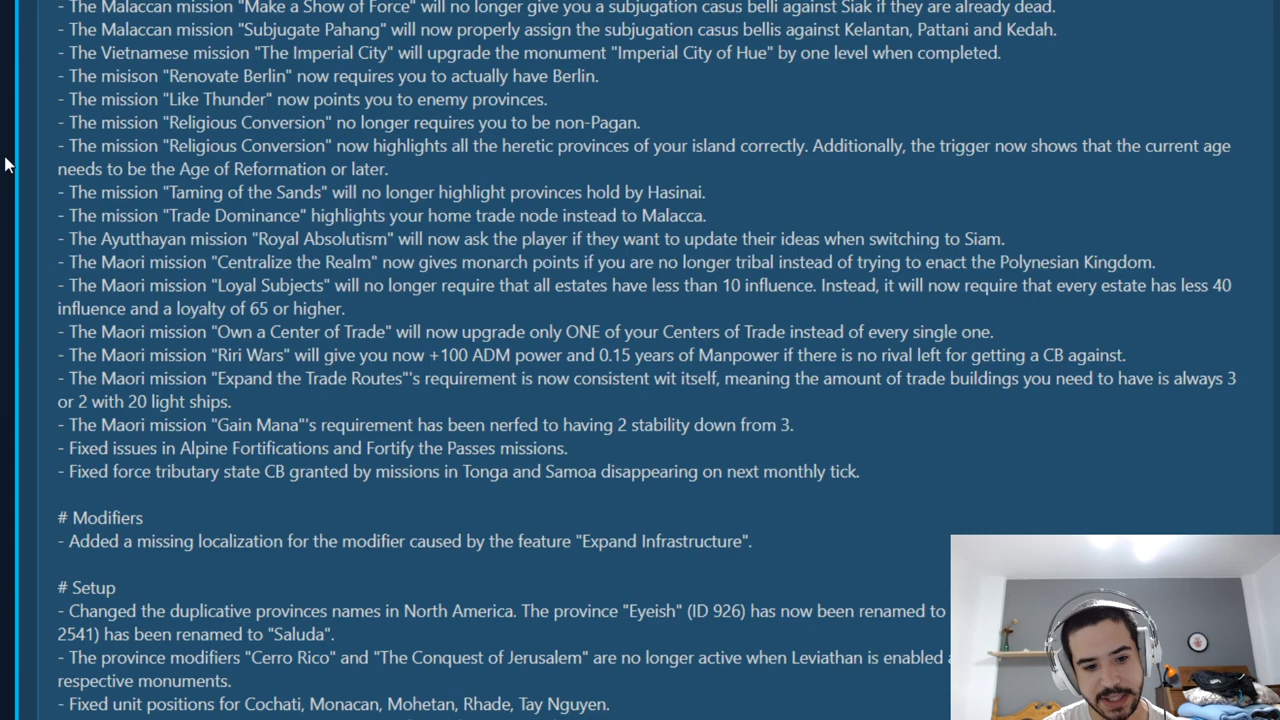 - The Malaccan mission "Make a Show of Force" will no longer give you a subjugation casus belli against Siak if they are already dead.
- The Malaccan mission "Subjugate Pahang" will now properly assign the subjugation casus bellis against Kelantan, Pattani and Kedah.
- The Vietnamese mission "The Imperial City" will upgrade the monument "Imperial City of Hue" by one level when completed.
- The misison "Renovate Berlin" now requires you to actually have Berlin.
- The mission "Like Thunder" now points you to enemy provinces.
- The mission "Religious Conversion" no longer requires you to be non-Pagan.
- The mission "Religious Conversion" now highlights all the heretic provinces of your island correctly. Additionally, the trigger now shows that the current age
needs to be the Age of Reformation or later.
- The mission "Taming of the Sands" will no longer highlight provinces hold by Hasinai.
- The mission "Trade Dominance" highlights your home trade node instead to Malacca.
- The Ayutthayan mission "Royal Absolutism" will now ask the player if they want to update their ideas when switching to Siam.
- The Maori mission "Centralize the Realm" now gives monarch points if you are no longer tribal instead of trying to enact the Polynesian Kingdom.
- The Maori mission "Loyal Subjects" will no longer require that all estates have less than 10 influence. Instead, it will now require that every estate has less 40
influence and a loyalty of 65 or higher.
- The Maori mission "Own a Center of Trade" will now upgrade only ONE of your Centers of Trade instead of every single one.
- The Maori mission "Riri Wars" will give you now +100 ADM power and 0.15 years of Manpower if there is no rival left for getting a CB against.
- The Maori mission "Expand the Trade Routes"'s requirement is now consistent wit itself, meaning the amount of trade buildings you need to have is always 3
or 2 with 20 light ships.
- The Maori mission "Gain Mana"'s requirement has been nerfed to having 2 stability down from 3.
- Fixed issues in Alpine Fortifications and Fortify the Passes missions.
- Fixed force tributary state CB granted by missions in Tonga and Samoa disappearing on next monthly tick.
# Modifiers
- Added a missing localization for the modifier caused by the feature "Expand Infrastructure".
# Setup
- Changed the duplicative provinces names in North America. The province "Eyeish" (ID 926) has now been renamed to
2541) has been renamed to "Saluda".
- The province modifiers "Cerro Rico" and "The Conquest of Jerusalem" are no longer active when Leviathan is enabled
respective monuments.
- Fixed unit positions for Cochati, Monacan, Mohetan, Rhade, Tay Nguyen.